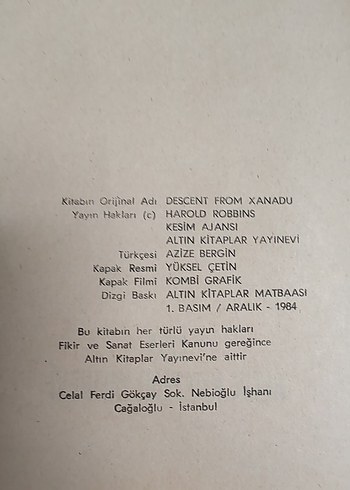 Kitabın Orijinal Adı DESCENT FROM XANADU
Yayın Hakları (c) HAROLD ROBBINS
KESİM AJANSI
ALTIN KİTAPLAR YAYINEVİ
Türkçesi AZİZE BERGİN
Kapak Resmi YÜKSEL ÇETİN
Kapak Filmi KOMBİ GRAFİK
Dizgi Baskı ALTIN KİTAPLAR MATBAASI
1. BASIM / ARALIK - 1984
Bu kitabın her türlü yayın hakları
Fikir ve Sanat Eserleri Kanunu gereğince
Altın Kitaplar Yayınevi'ne aittir
Adres
Celal Ferdi Gökçay Sok. Nebioğlu İşhanı
Cağaloğlu - İstanbul